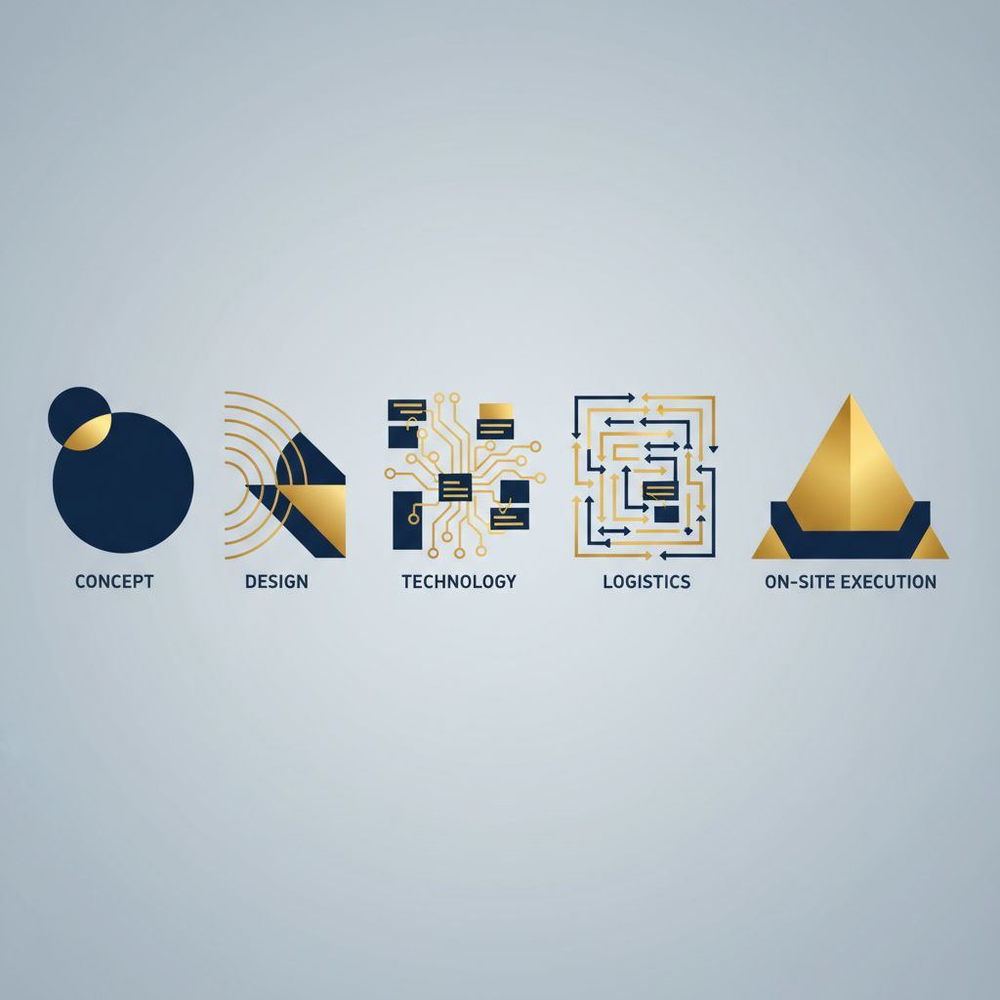 CONCEPT
DESIGN
TECHNOLOGY
LOGISTICS
ON-SITE EXECUTION